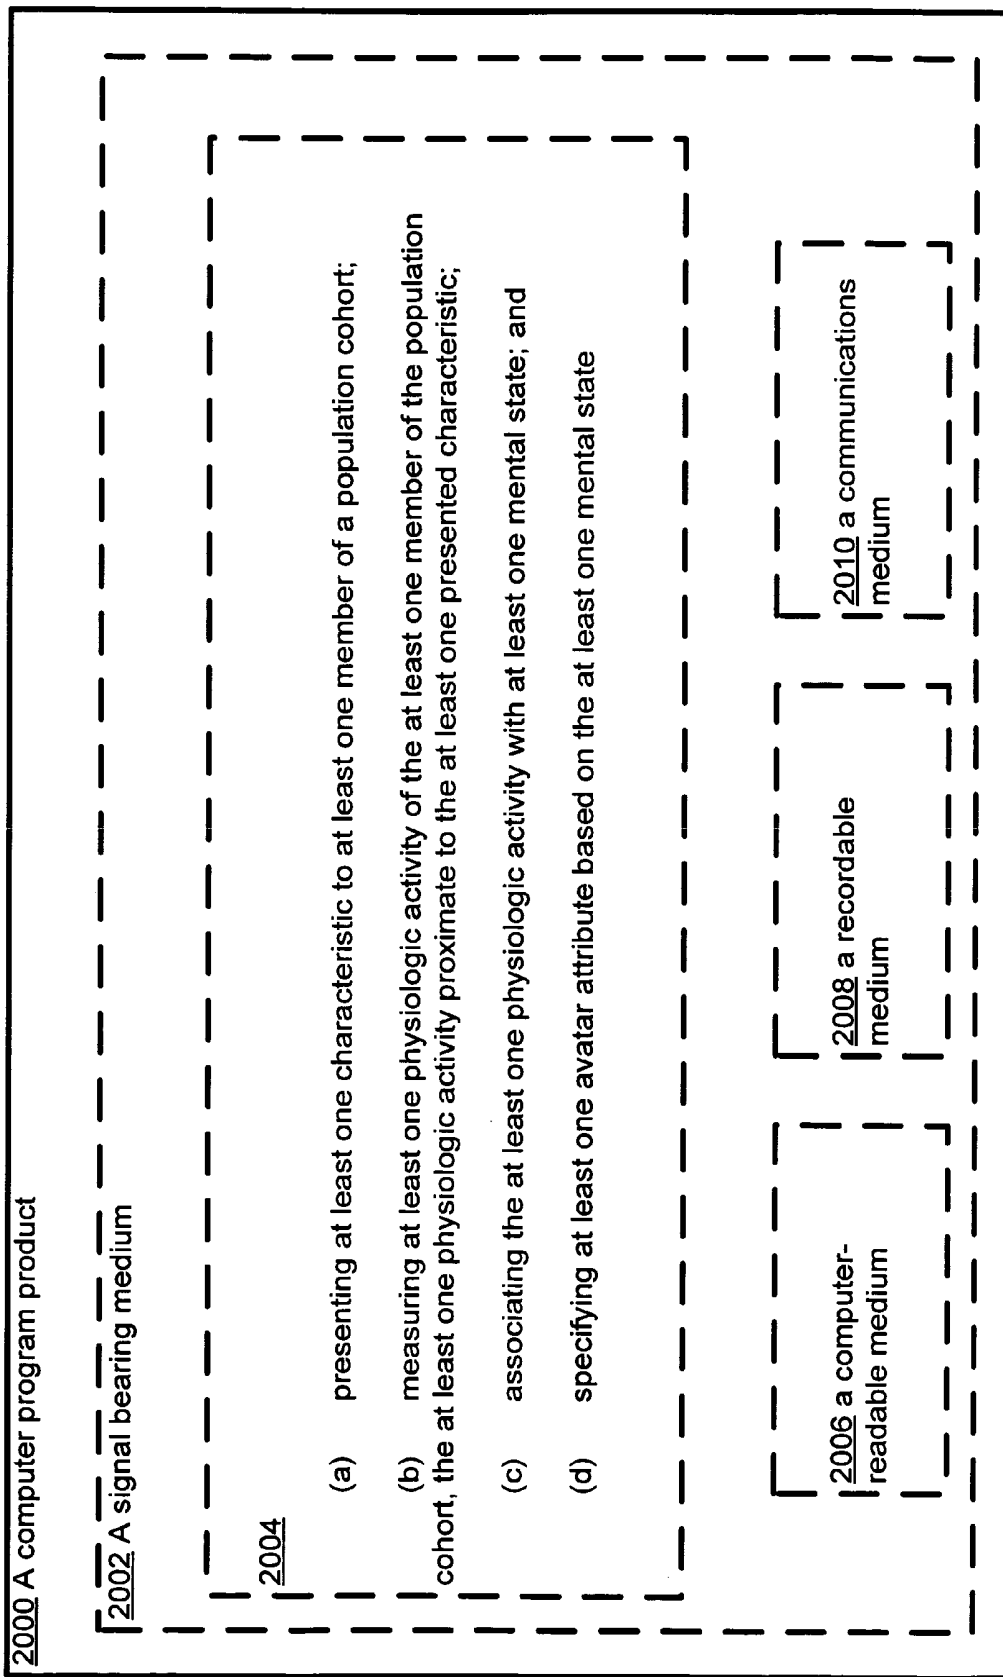 2000 A computer program product
2002 A signal bearing medium
2004
(a) presenting at least one characteristic to at least one member of a population cohort;
(b) measuring at least one physiologic activity of the at least one member of the population
cohort, the at least one physiologic activity proximate to the at least one presented characteristic;
(c) associating the at least one physiologic activity with at least one mental state; and
(d) specifying at least one avatar attribute based on the at least one mental state
2006 a computer-
readable medium
2008 a recordable
medium
2010 a communications
medium